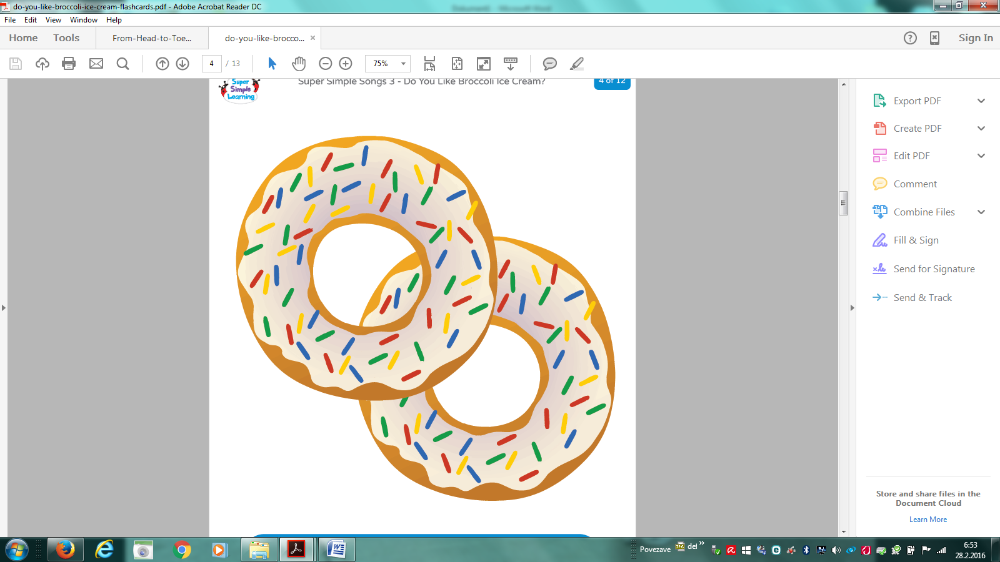 do-you-like-broccoli-ice-cream-flashcards.pdf - Adobe Acrobat Reader DC
File Edit View Window Help
Home Tools From-Head-to-Toe... do-you-like-brocco... × Sign In
4 / 13 75%
Super Simple Songs 3 - Do You Like Broccoli Ice Cream? 4 of 12
Super
Simple
Learning
Export PDF
Create PDF
Edit PDF
Comment
Combine Files
Fill & Sign
Send for Signature
Send & Track
Store and share files in the
Document Cloud
Learn More
Povezave del »
6:53
28.2.2016